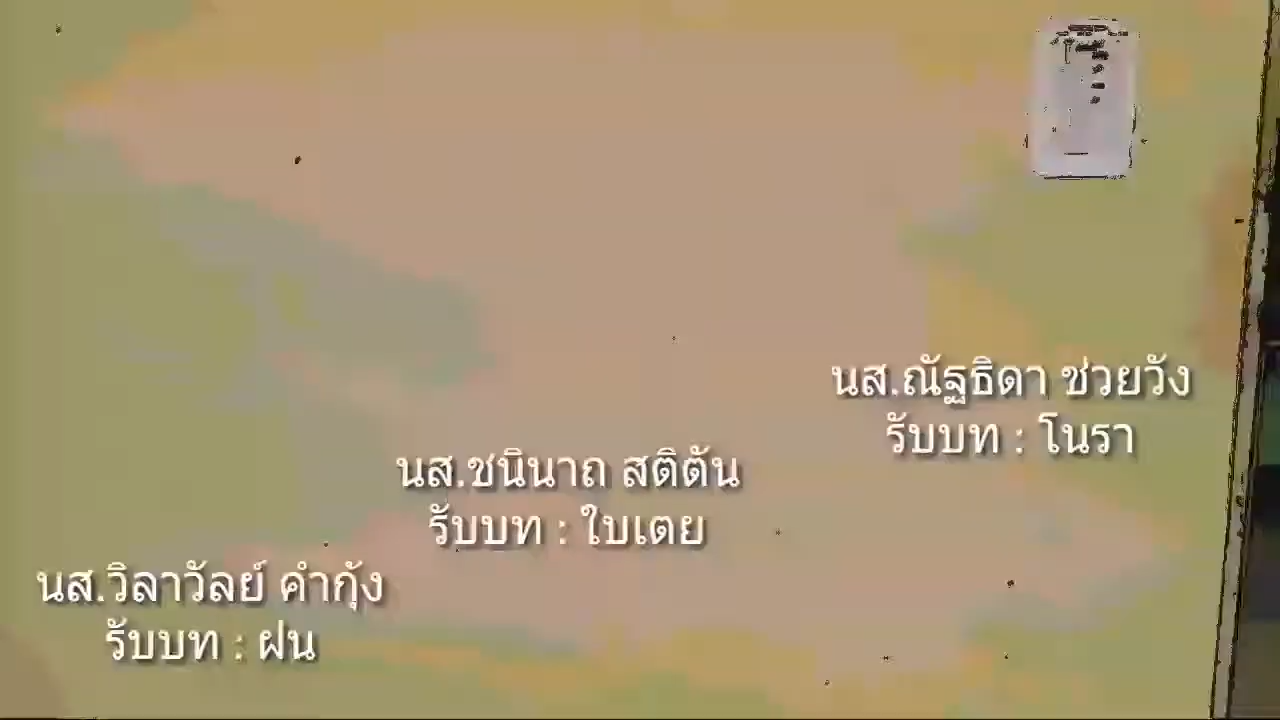 นส.ณัฐธิดา ช่วยวัง
รับบท : โนรา
นส.ชนินาถ สติตัน
รับบท : ใบเตย
นส.วิลาวัลย์ คำกุ้ง
รับบท : ฝน